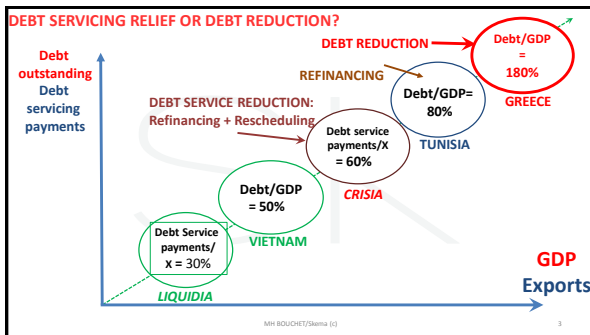 DEBT SERVICING RELIEF OR DEBT REDUCTION?
Debt
outstanding
Debt
servicing
payments
DEBT REDUCTION
Debt/GDP
=
180%
GREECE
REFINANCING
Debt/GDP=
80%
TUNISIA
DEBT SERVICE REDUCTION:
Refinancing + Rescheduling
Debt service
payments/X
= 60%
CRISIA
Debt/GDP
= 50%
VIETNAM
Debt Service
payments/
X = 30%
LIQUIDIA
GDP
Exports
MH BOUCHET/Skema (c)
3